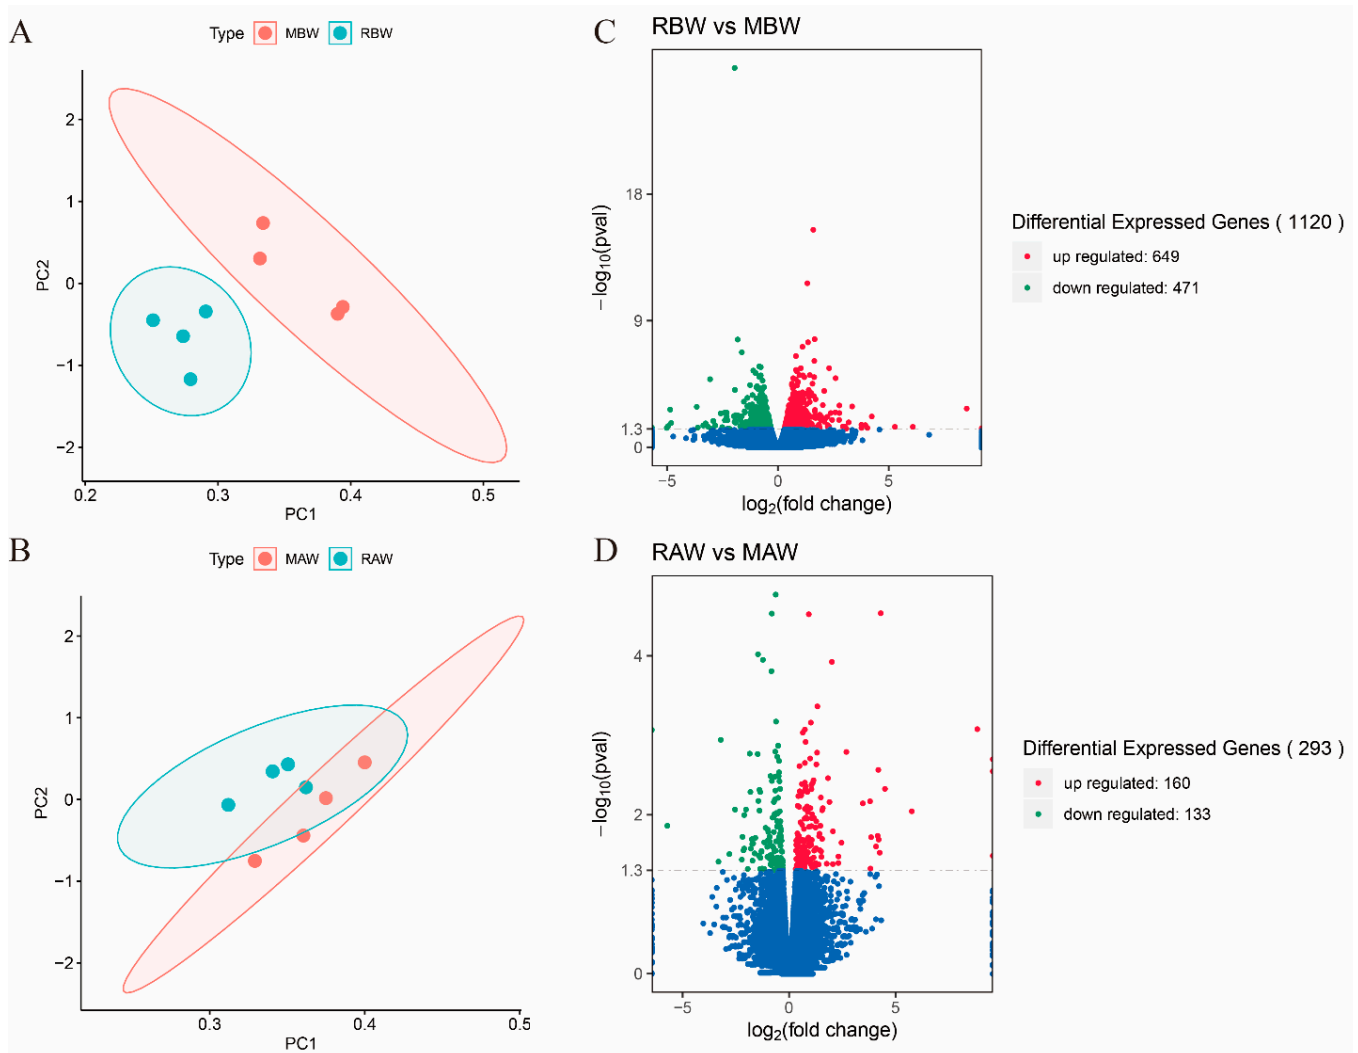 A
Type MBW RBW
2
1
0
−1
−2
PC2
0.2 0.3 0.4 0.5
PC1
C
RBW vs MBW
18
9
1.3
0
−log10(pval)
−5 0 5
log2(fold change)
Differential Expressed Genes ( 1120 )
up regulated: 649
down regulated: 471
B
Type MAW RAW
2
1
0
−1
−2
PC2
0.3 0.4 0.5
PC1
D
RAW vs MAW
4
2
1.3
0
−log10(pval)
−5 0 5
log2(fold change)
Differential Expressed Genes ( 293 )
up regulated: 160
down regulated: 133